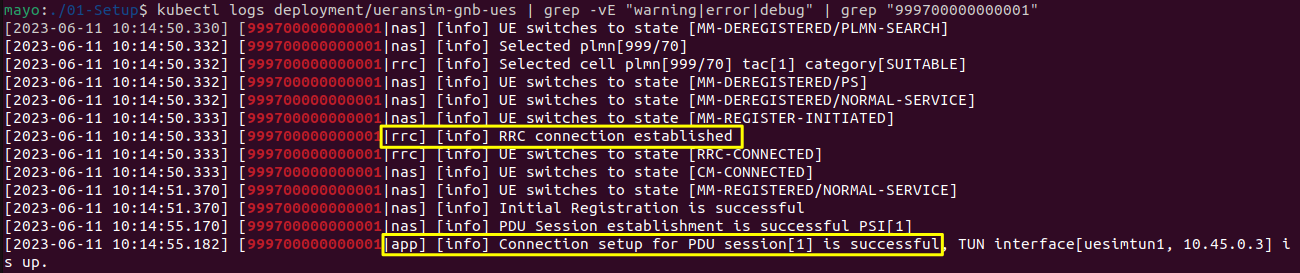 mayo:./01-Setup$ kubectl logs deployment/ueransim-gnb-ues | grep -vE "warning|error|debug" | grep "999700000000001"
[2023-06-11 10:14:50.330] [999700000000001|nas] [info] UE switches to state [MM-DEREGISTERED/PLMN-SEARCH]
[2023-06-11 10:14:50.332] [999700000000001|nas] [info] Selected plmn[999/70]
[2023-06-11 10:14:50.332] [999700000000001|rrc] [info] Selected cell plmn[999/70] tac[1] category[SUITABLE]
[2023-06-11 10:14:50.332] [999700000000001|nas] [info] UE switches to state [MM-DEREGISTERED/PS]
[2023-06-11 10:14:50.332] [999700000000001|nas] [info] UE switches to state [MM-DEREGISTERED/NORMAL-SERVICE]
[2023-06-11 10:14:50.333] [999700000000001|nas] [info] UE switches to state [MM-REGISTER-INITIATED]
[2023-06-11 10:14:50.333] [999700000000001|rrc] [info] RRC connection established
[2023-06-11 10:14:50.333] [999700000000001|rrc] [info] UE switches to state [RRC-CONNECTED]
[2023-06-11 10:14:50.333] [999700000000001|nas] [info] UE switches to state [CM-CONNECTED]
[2023-06-11 10:14:51.370] [999700000000001|nas] [info] UE switches to state [MM-REGISTERED/NORMAL-SERVICE]
[2023-06-11 10:14:51.370] [999700000000001|nas] [info] Initial Registration is successful
[2023-06-11 10:14:55.170] [999700000000001|nas] [info] PDU Session establishment is successful PSI[1]
[2023-06-11 10:14:55.182] [999700000000001|app] [info] Connection setup for PDU session[1] is successful, TUN interface[uesimtun1, 10.45.0.3] i
s up.